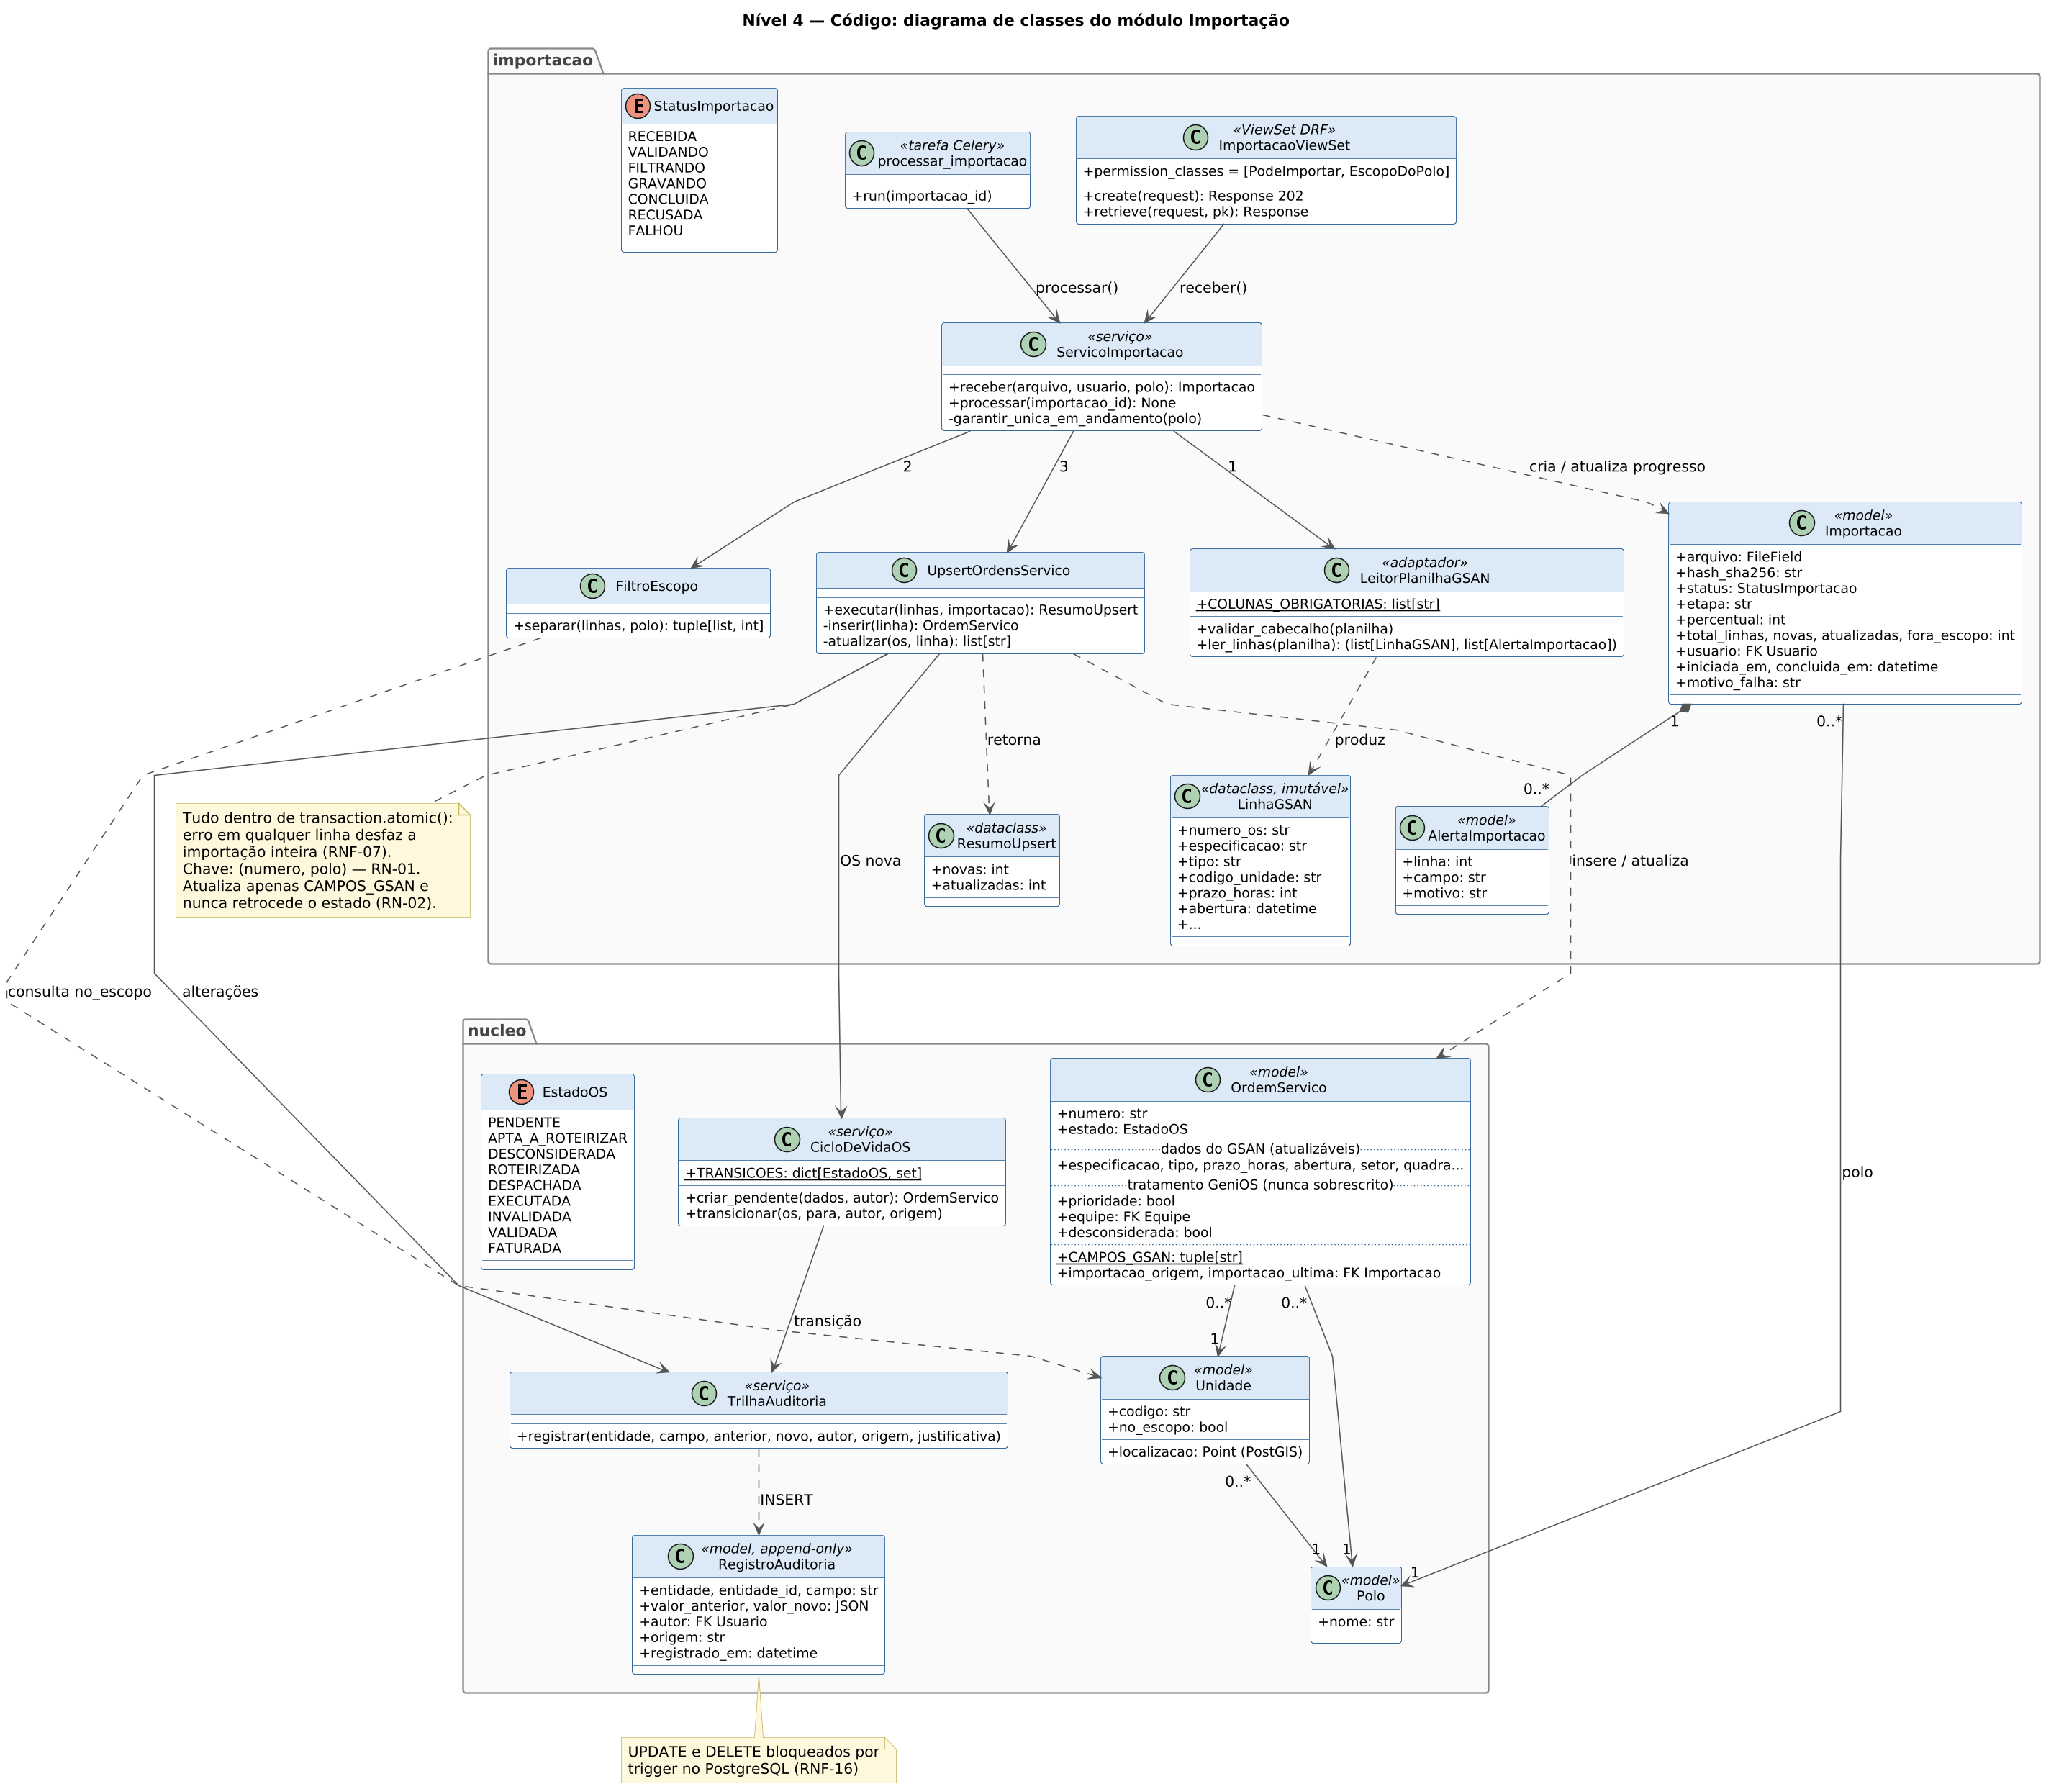 Nível 4 — Código: diagrama de classes do módulo Importação
importacao
StatusImportacao
RECEBIDA
VALIDANDO
FILTRANDO
GRAVANDO
CONCLUIDA
RECUSADA
FALHOU
«tarefa Celery»
processar_importacao
+run(importacao_id)
«ViewSet DRF»
ImportacaoViewSet
+permission_classes = [PodeImportar, EscopoDoPolo]
+create(request): Response 202
+retrieve(request, pk): Response
processar()
receber()
«serviço»
ServicoImportacao
+receber(arquivo, usuario, polo): Importacao
+processar(importacao_id): None
-garantir_unica_em_andamento(polo)
2
3
1
cria / atualiza progresso
FiltroEscopo
+separar(linhas, polo): tuple[list, int]
UpsertOrdensServico
+executar(linhas, importacao): ResumoUpsert
-inserir(linha): OrdemServico
-atualizar(os, linha): list[str]
«adaptador»
LeitorPlanilhaGSAN
+COLUNAS_OBRIGATORIAS: list[str]
+validar_cabecalho(planilha)
+ler_linhas(planilha): (list[LinhaGSAN], list[AlertaImportacao])
«model»
Importacao
+arquivo: FileField
+hash_sha256: str
+status: StatusImportacao
+etapa: str
+percentual: int
+total_linhas, novas, atualizadas, fora_escopo: int
+usuario: FK Usuario
+iniciada_em, concluida_em: datetime
+motivo_falha: str
1
0..*
retorna
produz
0..*
Tudo dentro de transaction.atomic():
erro em qualquer linha desfaz a
importação inteira (RNF-07).
Chave: (numero, polo) — RN-01.
Atualiza apenas CAMPOS_GSAN e
nunca retrocede o estado (RN-02).
OS nova
«dataclass»
ResumoUpsert
+novas: int
+atualizadas: int
«dataclass, imutável»
LinhaGSAN
+numero_os: str
+especificacao: str
+tipo: str
+codigo_unidade: str
+prazo_horas: int
+abertura: datetime
+...
«model»
AlertaImportacao
+linha: int
+campo: str
+motivo: str
insere / atualiza
consulta no_escopo
alterações
nucleo
EstadoOS
PENDENTE
APTA_A_ROTEIRIZAR
DESCONSIDERADA
ROTEIRIZADA
DESPACHADA
EXECUTADA
INVALIDADA
VALIDADA
FATURADA
«serviço»
CicloDeVidaOS
+TRANSICOES: dict[EstadoOS, set]
+criar_pendente(dados, autor): OrdemServico
+transicionar(os, para, autor, origem)
«model»
OrdemServico
+numero: str
+estado: EstadoOS
dados do GSAN (atualizáveis)
+especificacao, tipo, prazo_horas, abertura, setor, quadra...
tratamento GeniOS (nunca sobrescrito)
+prioridade: bool
+equipe: FK Equipe
+desconsiderada: bool
+CAMPOS_GSAN: tuple[str]
+importacao_origem, importacao_ultima: FK Importacao
polo
0..*
0..*
transição
1
«serviço»
TrilhaAuditoria
+registrar(entidade, campo, anterior, novo, autor, origem, justificativa)
«model»
Unidade
+codigo: str
+no_escopo: bool
+localizacao: Point (PostGIS)
0..*
INSERT
1
1
1
«model, append-only»
RegistroAuditoria
+entidade, entidade_id, campo: str
+valor_anterior, valor_novo: JSON
+autor: FK Usuario
+origem: str
+registrado_em: datetime
«model»
Polo
+nome: str
UPDATE e DELETE bloqueados por
trigger no PostgreSQL (RNF-16)